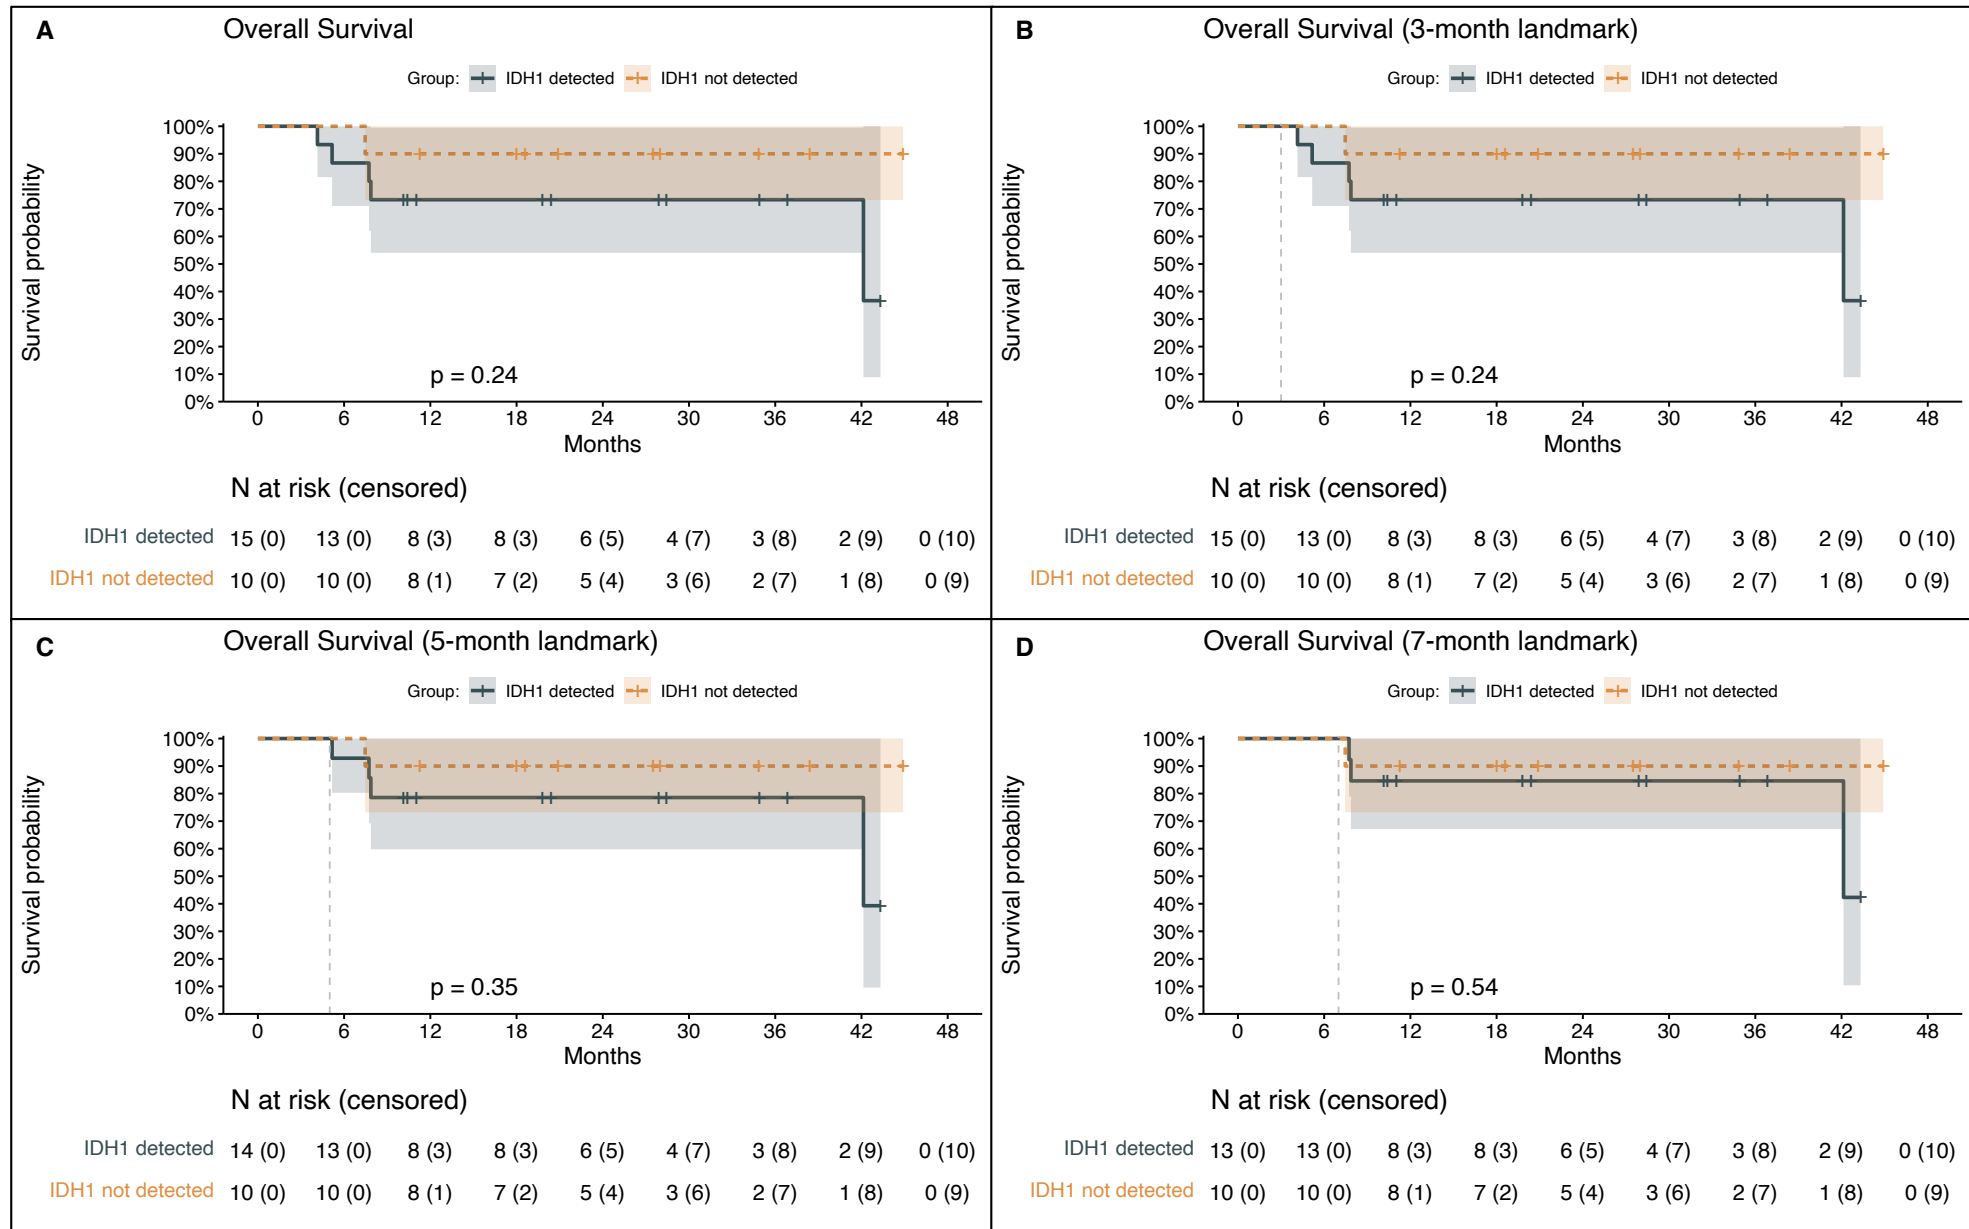 A
Overall Survival
Group: IDH1 detected IDH1 not detected
Survival probability
100%
90%
80%
70%
60%
50%
40%
30%
20%
10%
0%
p = 0.24
0 6 12 18 24 30 36 42 48
Months
N at risk (censored)
IDH1 detected 15 (0) 13 (0) 8 (3) 8 (3) 6 (5) 4 (7) 3 (8) 2 (9) 0 (10)
IDH1 not detected 10 (0) 10 (0) 8 (1) 7 (2) 5 (4) 3 (6) 2 (7) 1 (8) 0 (9)
B
Overall Survival (3-month landmark)
Group: IDH1 detected IDH1 not detected
Survival probability
100%
90%
80%
70%
60%
50%
40%
30%
20%
10%
0%
p = 0.24
0 6 12 18 24 30 36 42 48
Months
N at risk (censored)
IDH1 detected 15 (0) 13 (0) 8 (3) 8 (3) 6 (5) 4 (7) 3 (8) 2 (9) 0 (10)
IDH1 not detected 10 (0) 10 (0) 8 (1) 7 (2) 5 (4) 3 (6) 2 (7) 1 (8) 0 (9)
C
Overall Survival (5-month landmark)
Group: IDH1 detected IDH1 not detected
Survival probability
100%
90%
80%
70%
60%
50%
40%
30%
20%
10%
0%
p = 0.35
0 6 12 18 24 30 36 42 48
Months
N at risk (censored)
IDH1 detected 14 (0) 13 (0) 8 (3) 8 (3) 6 (5) 4 (7) 3 (8) 2 (9) 0 (10)
IDH1 not detected 10 (0) 10 (0) 8 (1) 7 (2) 5 (4) 3 (6) 2 (7) 1 (8) 0 (9)
D
Overall Survival (7-month landmark)
Group: IDH1 detected IDH1 not detected
Survival probability
100%
90%
80%
70%
60%
50%
40%
30%
20%
10%
0%
p = 0.54
0 6 12 18 24 30 36 42 48
Months
N at risk (censored)
IDH1 detected 13 (0) 13 (0) 8 (3) 8 (3) 6 (5) 4 (7) 3 (8) 2 (9) 0 (10)
IDH1 not detected 10 (0) 10 (0) 8 (1) 7 (2) 5 (4) 3 (6) 2 (7) 1 (8) 0 (9)